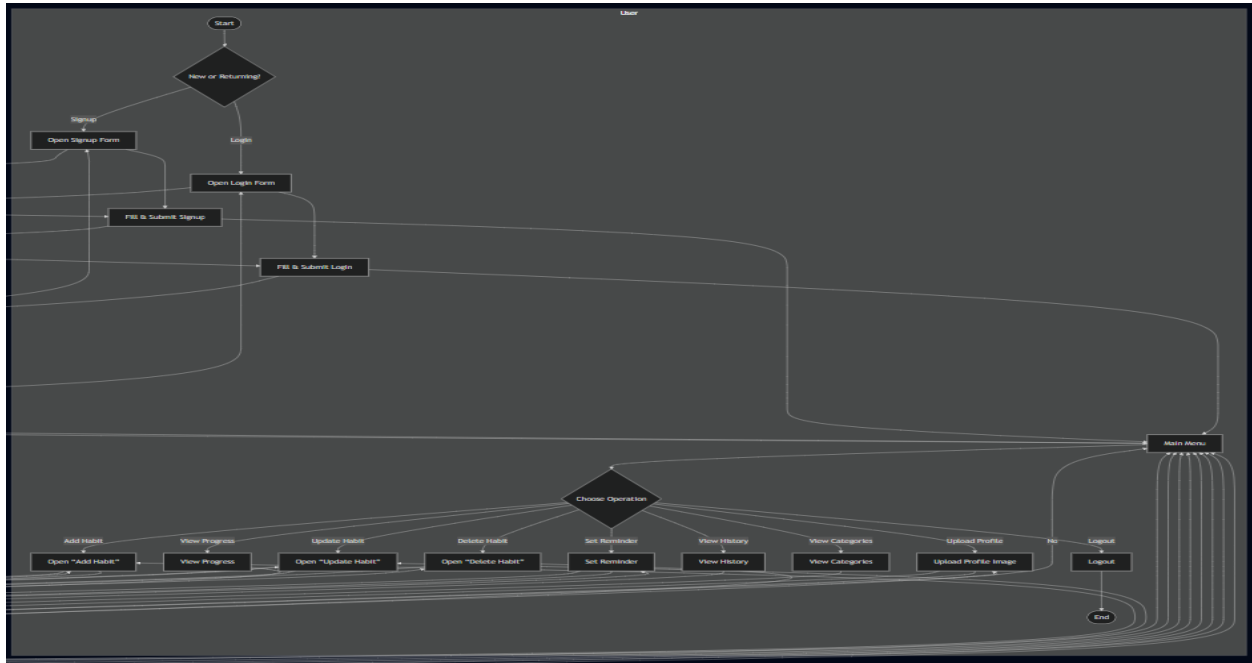 User
Start
New or Returning?
Signup
Open Signup Form
Login
Open Login Form
Fill & Submit Signup
Fill & Submit Login
Main Menu
Choose Operation
Add Habit
View Progress
Update Habit
Delete Habit
Set Reminder
View History
View Categories
Upload Profile
No
Logout
Open "Add Habit"
View Progress
Open "Update Habit"
Open "Delete Habit"
Set Reminder
View History
View Categories
Upload Profile Image
Logout
End